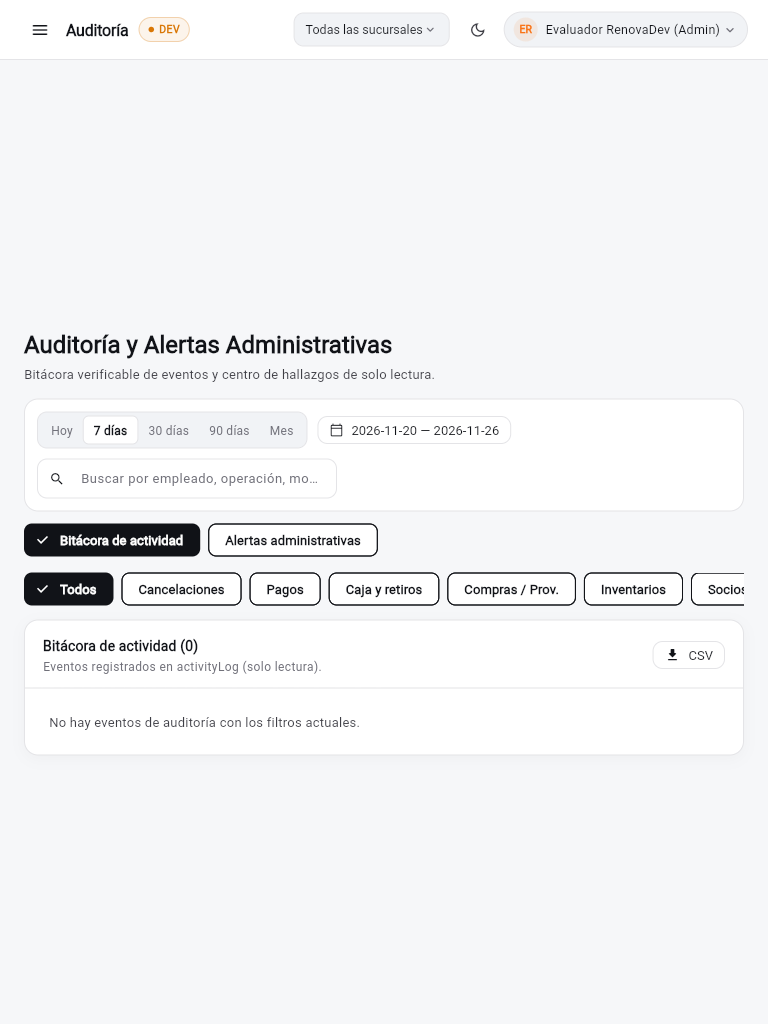 Auditoría
DEV
Todas las sucursales
ER
Evaluador RenovaDev (Admin)
Auditoría y Alertas Administrativas
Bitácora verificable de eventos y centro de hallazgos de solo lectura.
Hoy
7 días
30 días
90 días
Mes
2026-11-20 — 2026-11-26
Buscar por empleado, operación, mo…
Bitácora de actividad
Alertas administrativas
Todos
Cancelaciones
Pagos
Caja y retiros
Compras / Prov.
Inventarios
Socios
Bitácora de actividad (0)
Eventos registrados en activityLog (solo lectura).
CSV
No hay eventos de auditoría con los filtros actuales.